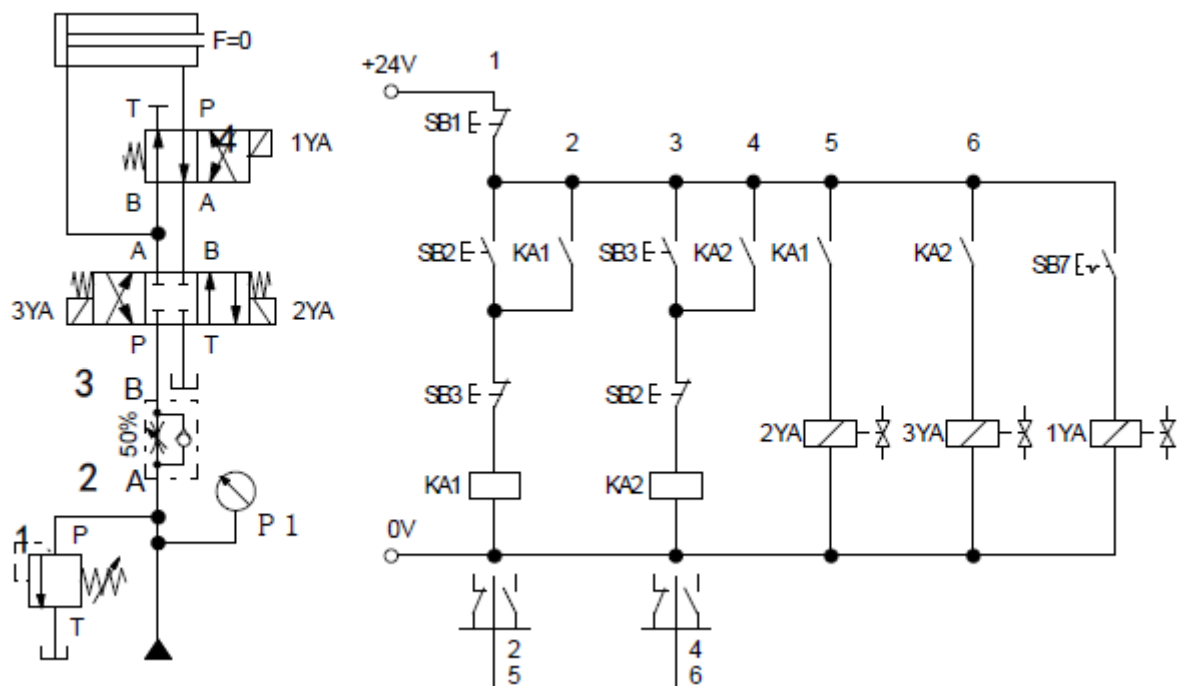 F=0
T P
4 1YA
B A
A B
3YA 2YA
P T
3 B
50%
2 A
P 1
1 P
T
1
+24V
SB1
2 3 4 5 6
SB2 KA1 SB3 KA2 KA1 KA2 SB7
SB3 SB2
2YA 3YA 1YA
KA1 KA2
0V
2 4
5 6